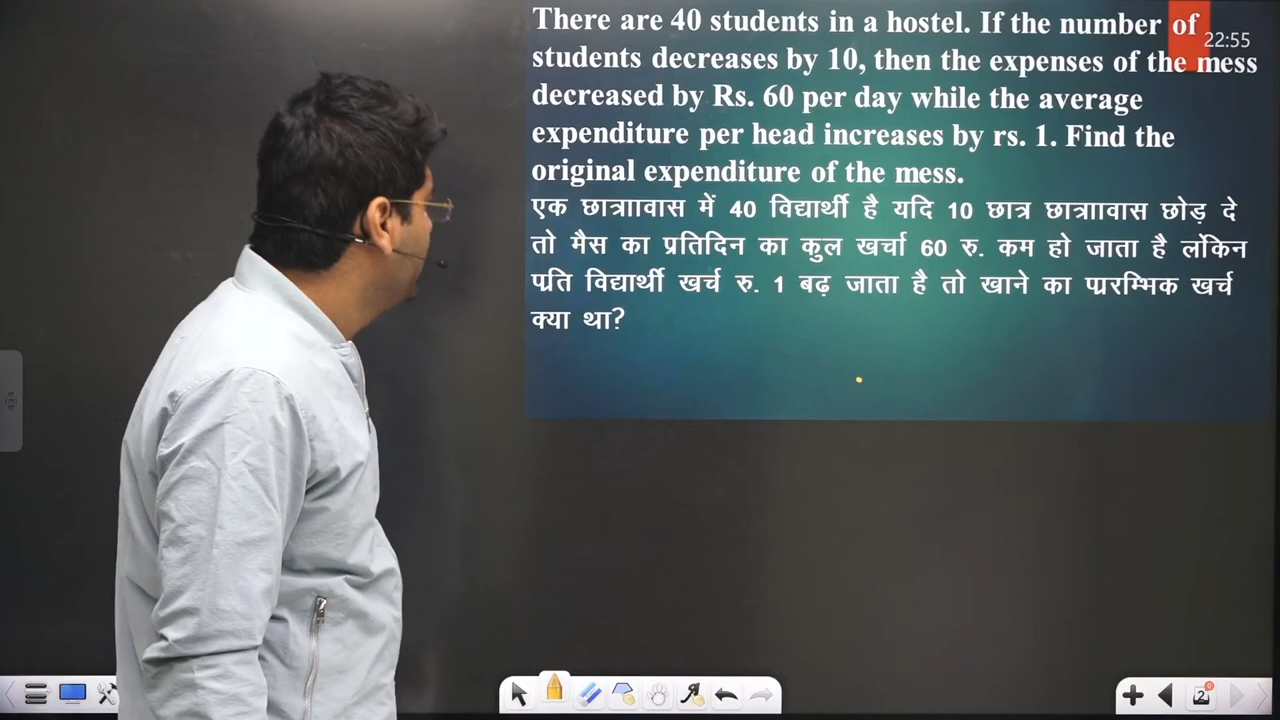 There are 40 students in a hostel. If the number of
22:55
students decreases by 10, then the expenses of the mess
decreased by Rs. 60 per day while the average
expenditure per head increases by rs. 1. Find the
original expenditure of the mess.
एक छात्राावास में 40 विद्यार्थी है यदि 10 छात्र छात्राावास छोड़ दे
तो मैस का प्रतिदिन का कुल खर्चा 60 रु. कम हो जाता है लेकिन
प्रति विद्यार्थी खर्च रु. 1 बढ़ जाता है तो खाने का प्रारम्भिक खर्च
क्या था?
2
0